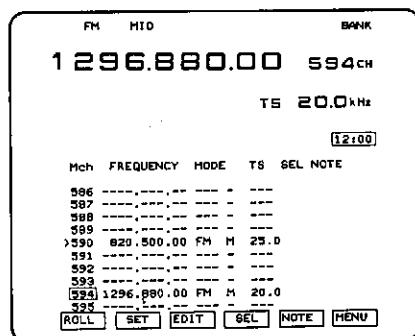 FM MID BANK
1296.880.00 594CH
TS 20.0kHz
12:00
Mch FREQUENCY MODE TS SEL NOTE
586 ----.---.-- --- - ---
587 ----.---.-- --- - ---
588 ----.---.-- --- - ---
589 ----.---.-- --- - ---
>590 820.500.00 FM M 25.0
591 ----.---.-- --- - ---
592 ----.---.-- --- - ---
593 ----.---.-- --- - ---
594 1296.880.00 FM M 20.0
595 ----.---.-- --- - ---
ROLL SET EDIT SEL NOTE MENU